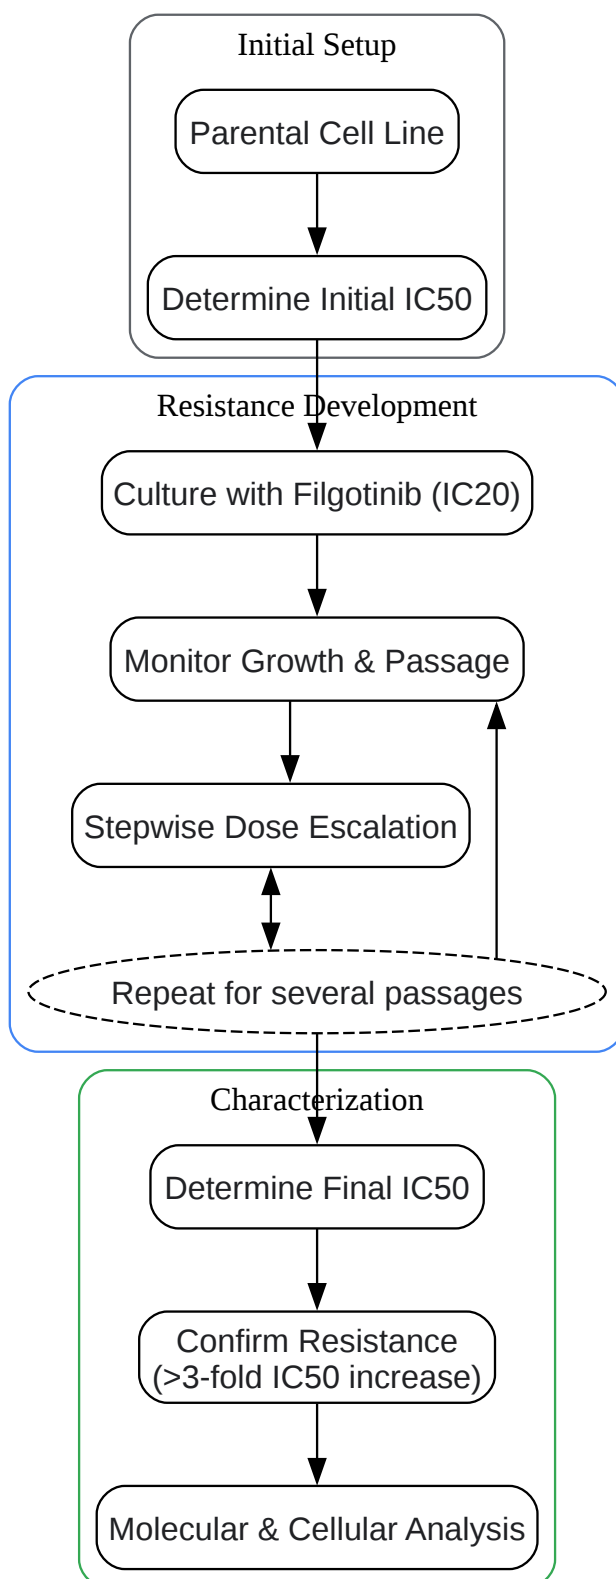 Initial Setup
Parental Cell Line
Determine Initial IC50
Resistance Development
Culture with Filgotinib (IC20)
Monitor Growth & Passage
Stepwise Dose Escalation
Repeat for several passages
Characterization
Determine Final IC50
Confirm Resistance
(>3-fold IC50 increase)
Molecular & Cellular Analysis